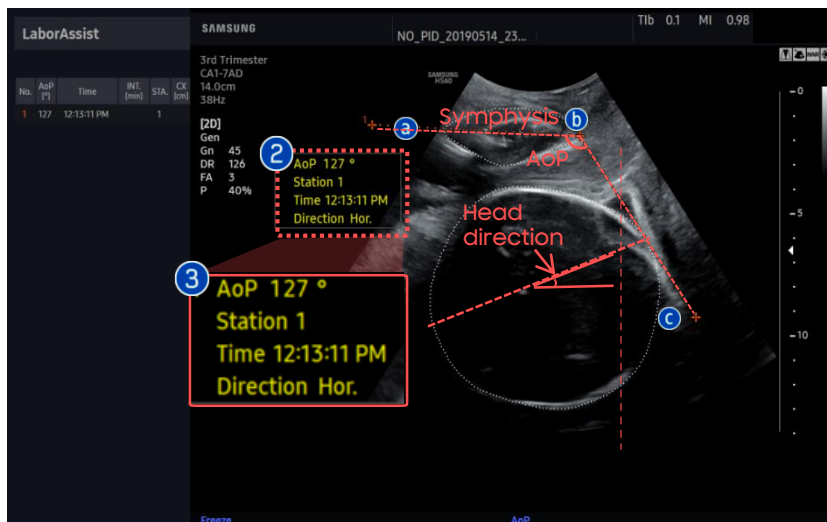 LaborAssist
SAMSUNG
NO_PID_20190514_23...
TIb 0.1 MI 0.98
No. AoP [°] Time INT. [min] STA. CX [cm]
1 127 12:13:11 PM 1
3rd Trimester
CA1-7AD
14.0cm
38Hz
[2D]
Gen
Gn 45
DR 126
FA 3
P 40%
SAMSUNG
HS60
1
a
Symphysis
b
AoP
2
AoP 127 °
Station 1
Time 12:13:11 PM
Direction Hor.
Head
direction
3
AoP 127 °
Station 1
Time 12:13:11 PM
Direction Hor.
c
0
5
10
Freeze
AoP